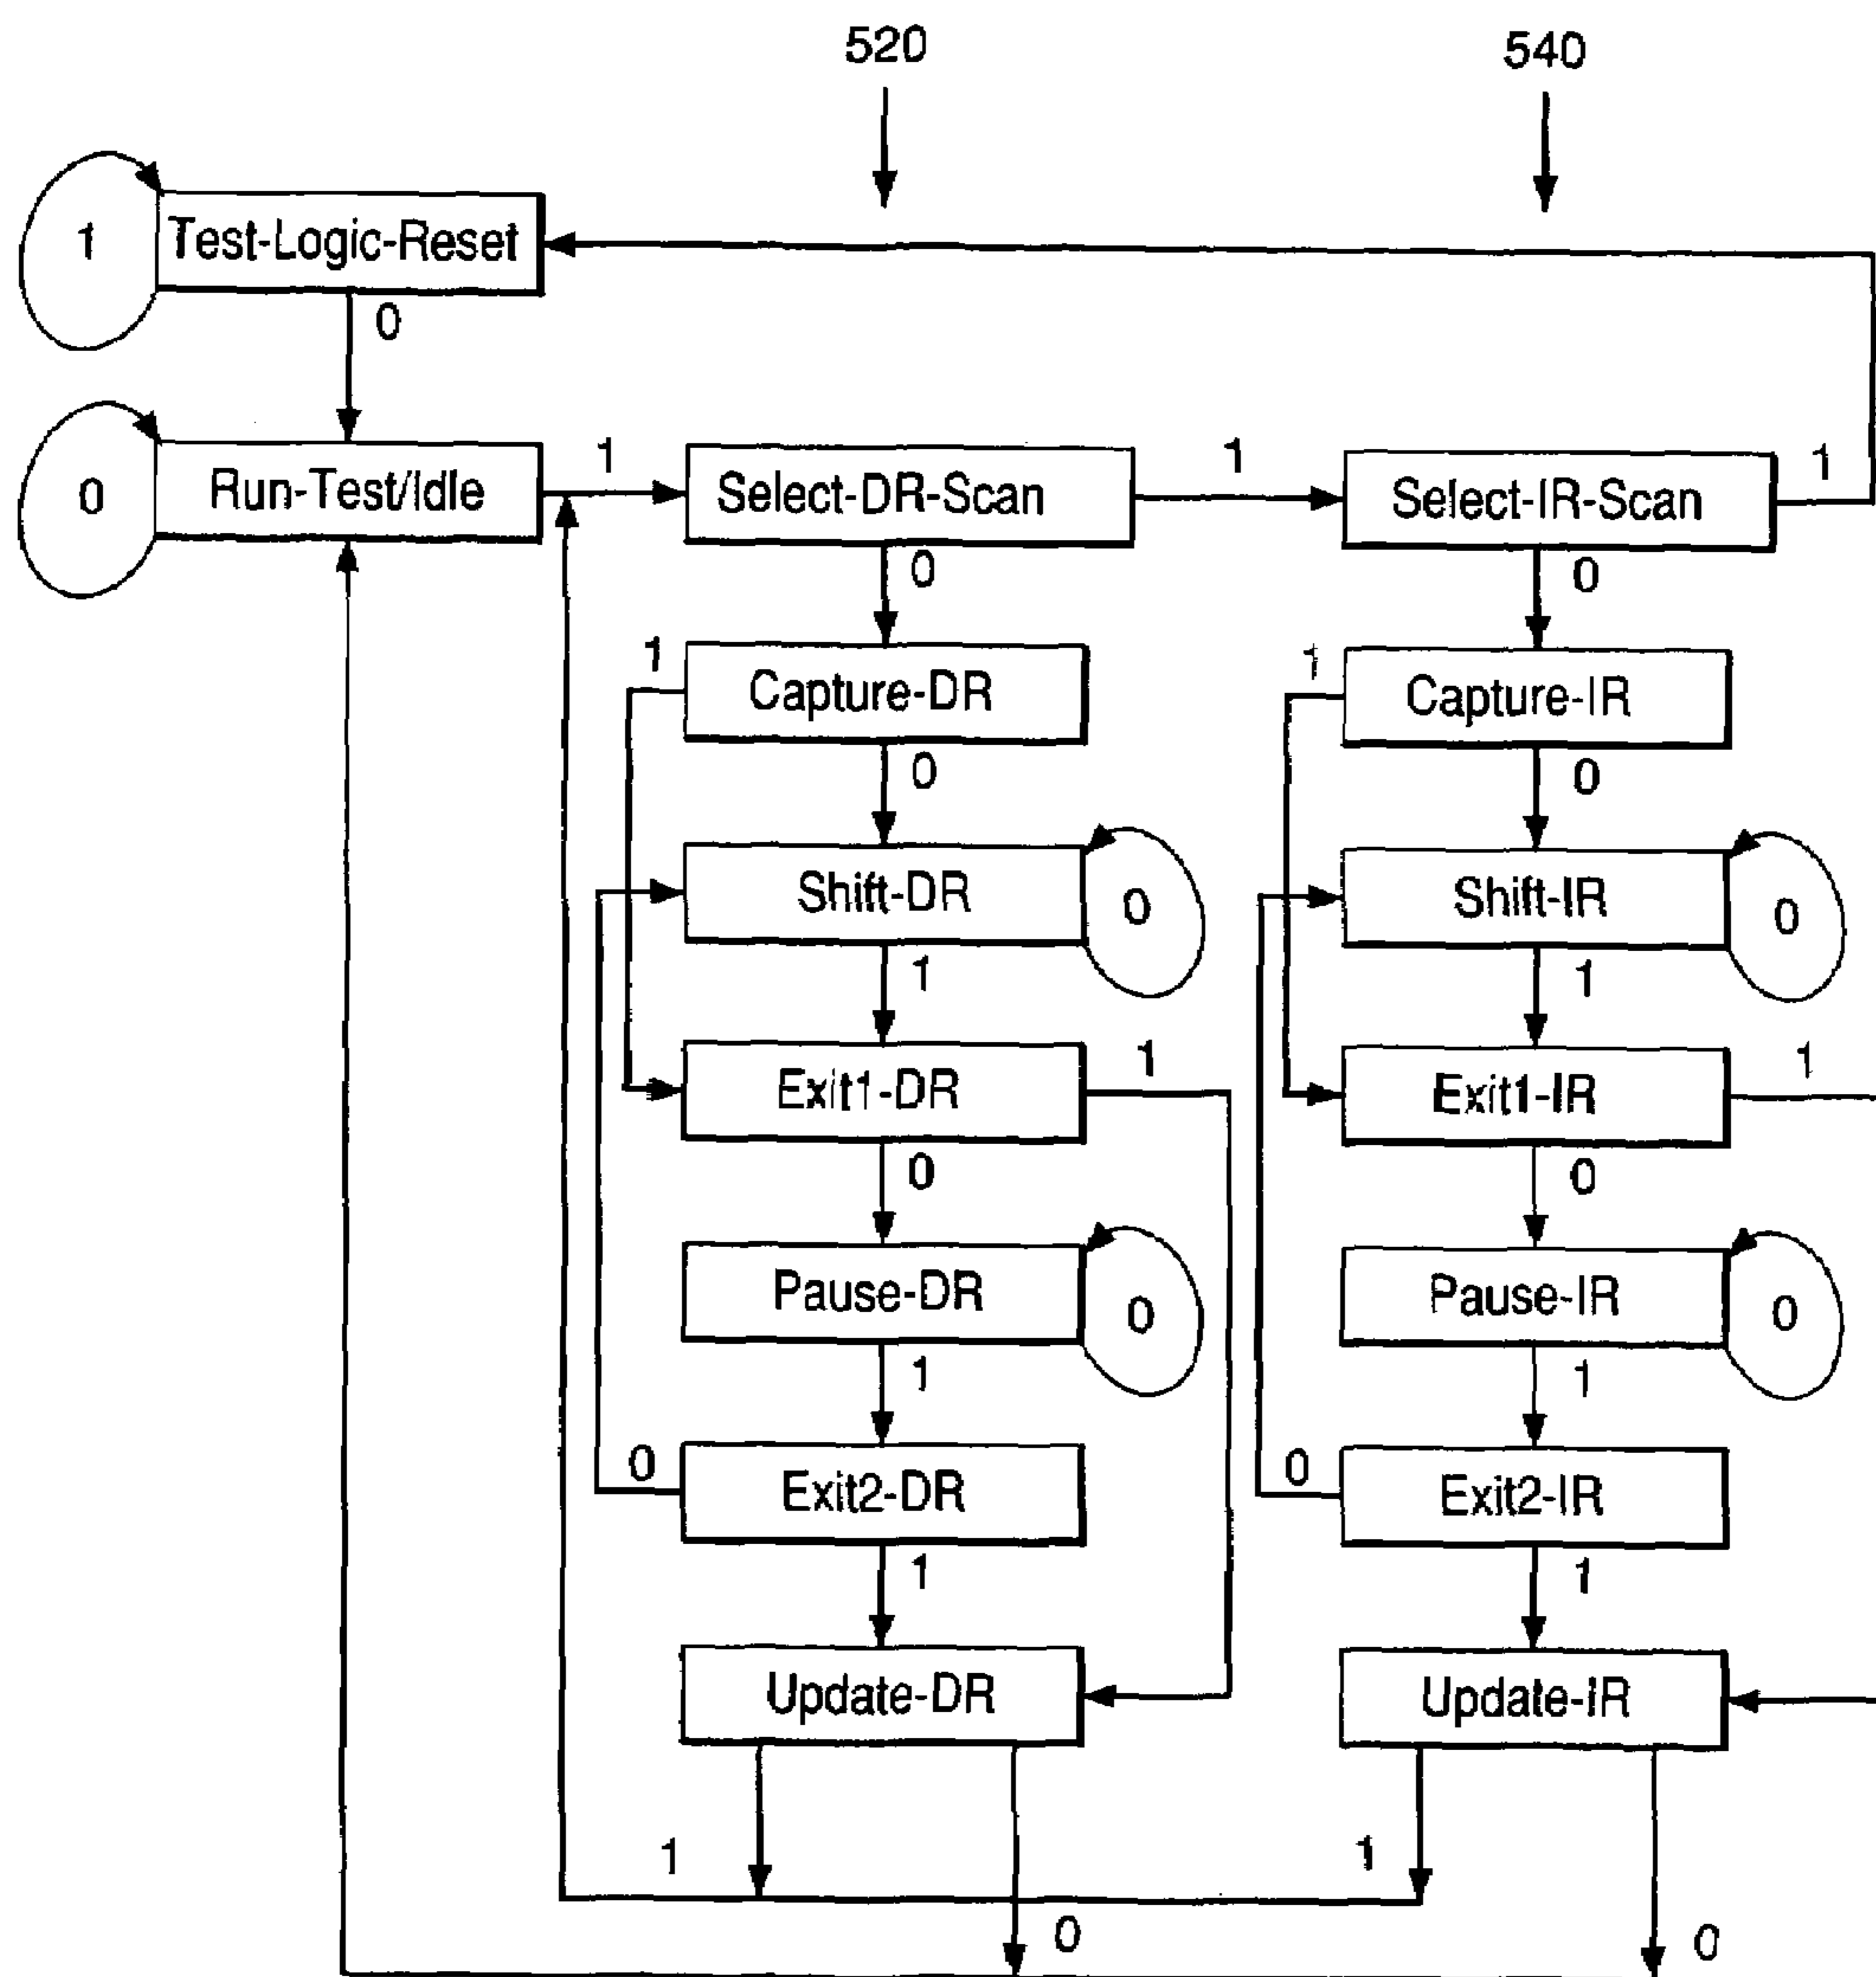 520
540
1
Test-Logic-Reset
0
0
Run-Test/Idle
1
Select-DR-Scan
1
Select-IR-Scan
1
0
0
1
Capture-DR
1
Capture-IR
0
0
Shift-DR
0
Shift-IR
0
1
1
Exit1-DR
1
Exit1-IR
1
0
0
Pause-DR
0
Pause-IR
0
1
1
0
Exit2-DR
0
Exit2-IR
1
1
Update-DR
Update-IR
1
1
0
0